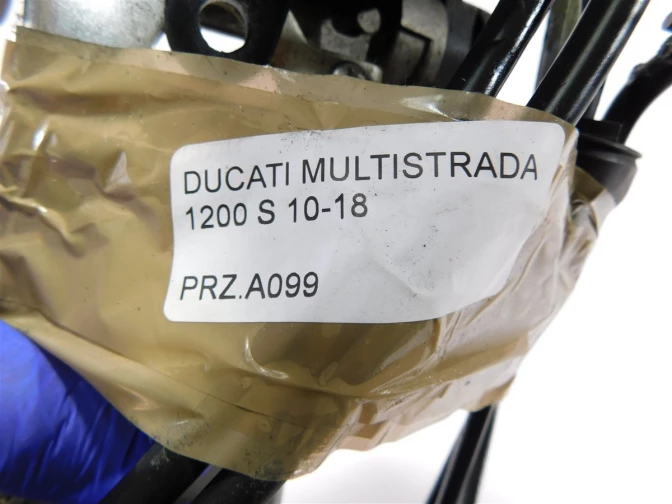 DUCATI MULTISTRADA
1200 S 10-18
PRZ.A099